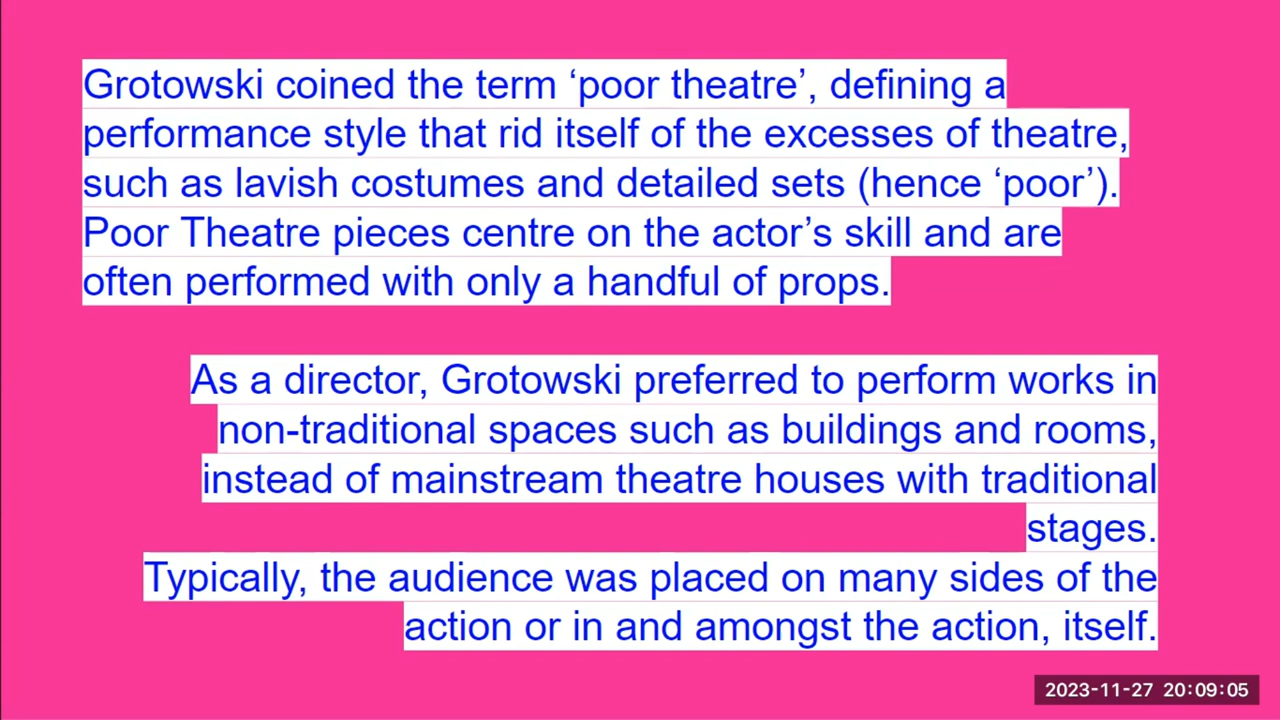 Grotowski coined the term ‘poor theatre’, defining a
performance style that rid itself of the excesses of theatre,
such as lavish costumes and detailed sets (hence ‘poor’).
Poor Theatre pieces centre on the actor’s skill and are
often performed with only a handful of props.
As a director, Grotowski preferred to perform works in
non-traditional spaces such as buildings and rooms,
instead of mainstream theatre houses with traditional
stages.
Typically, the audience was placed on many sides of the
action or in and amongst the action, itself.
2023-11-27 20:09:05